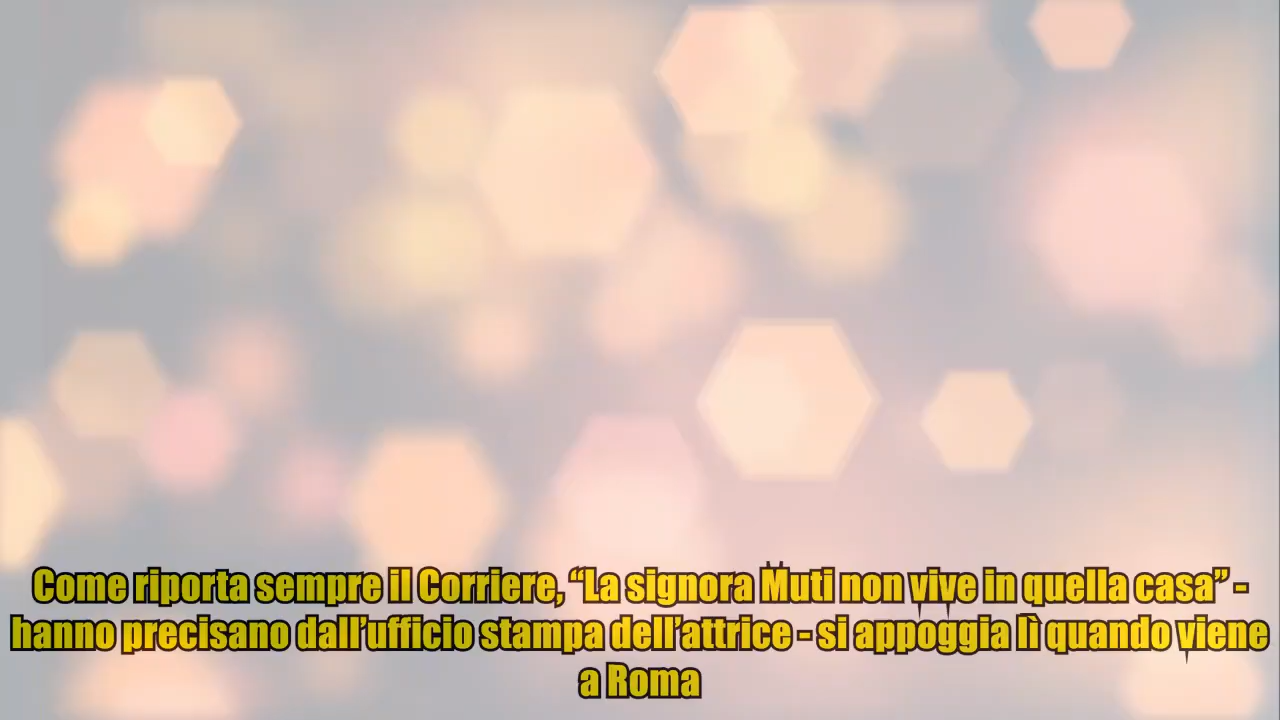 Come riporta sempre il Corriere, “La signora Muti non vive in quella casa” -
hanno precisano dall’ufficio stampa dell’attrice - si appoggia lì quando viene
a Roma